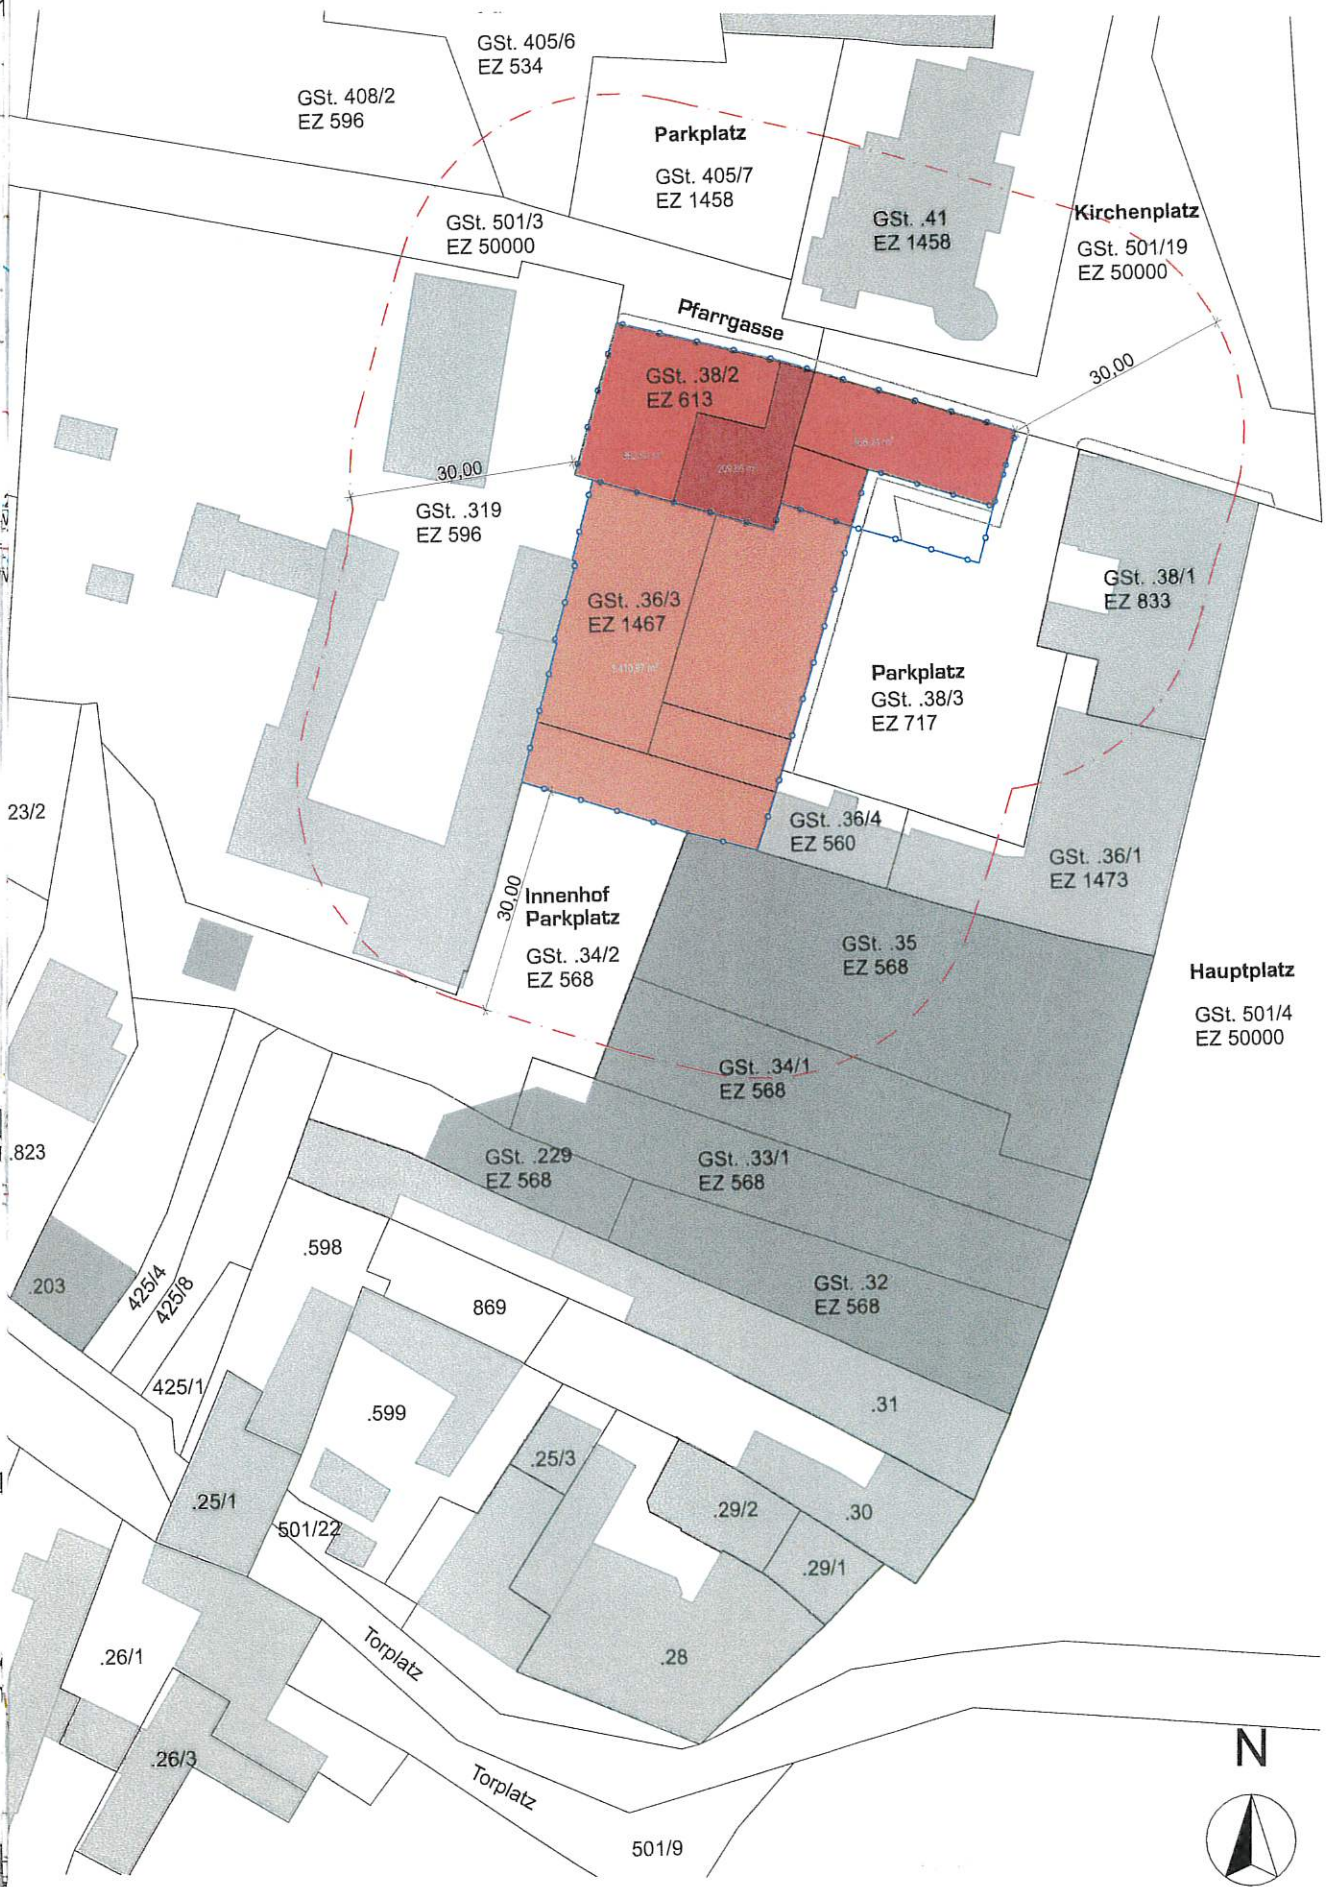 GSt. 405/6
EZ 534
GSt. 408/2
EZ 596
Parkplatz
GSt. 405/7
EZ 1458
GSt. 501/3
EZ 50000
GSt. .41
EZ 1458
Kirchenplatz
GSt. 501/19
EZ 50000
Pfarrgasse
30,00
GSt. .38/2
EZ 613
30,00
GSt. .319
EZ 596
GSt. .36/3
EZ 1467
GSt. .38/1
EZ 833
Parkplatz
GSt. .38/3
EZ 717
23/2
GSt. .36/4
EZ 560
GSt. .36/1
EZ 1473
30,00
Innenhof
Parkplatz
GSt. .34/2
EZ 568
GSt. .35
EZ 568
Hauptplatz
GSt. 501/4
EZ 50000
GSt. .34/1
EZ 568
.823
GSt. .229
EZ 568
GSt. .33/1
EZ 568
.598
.203
425/4
425/8
869
GSt. .32
EZ 568
425/1
.599
.31
.25/3
.25/1
501/22
.29/2
.30
.29/1
.26/1
Torplatz
.28
.26/3
Torplatz
501/9
N